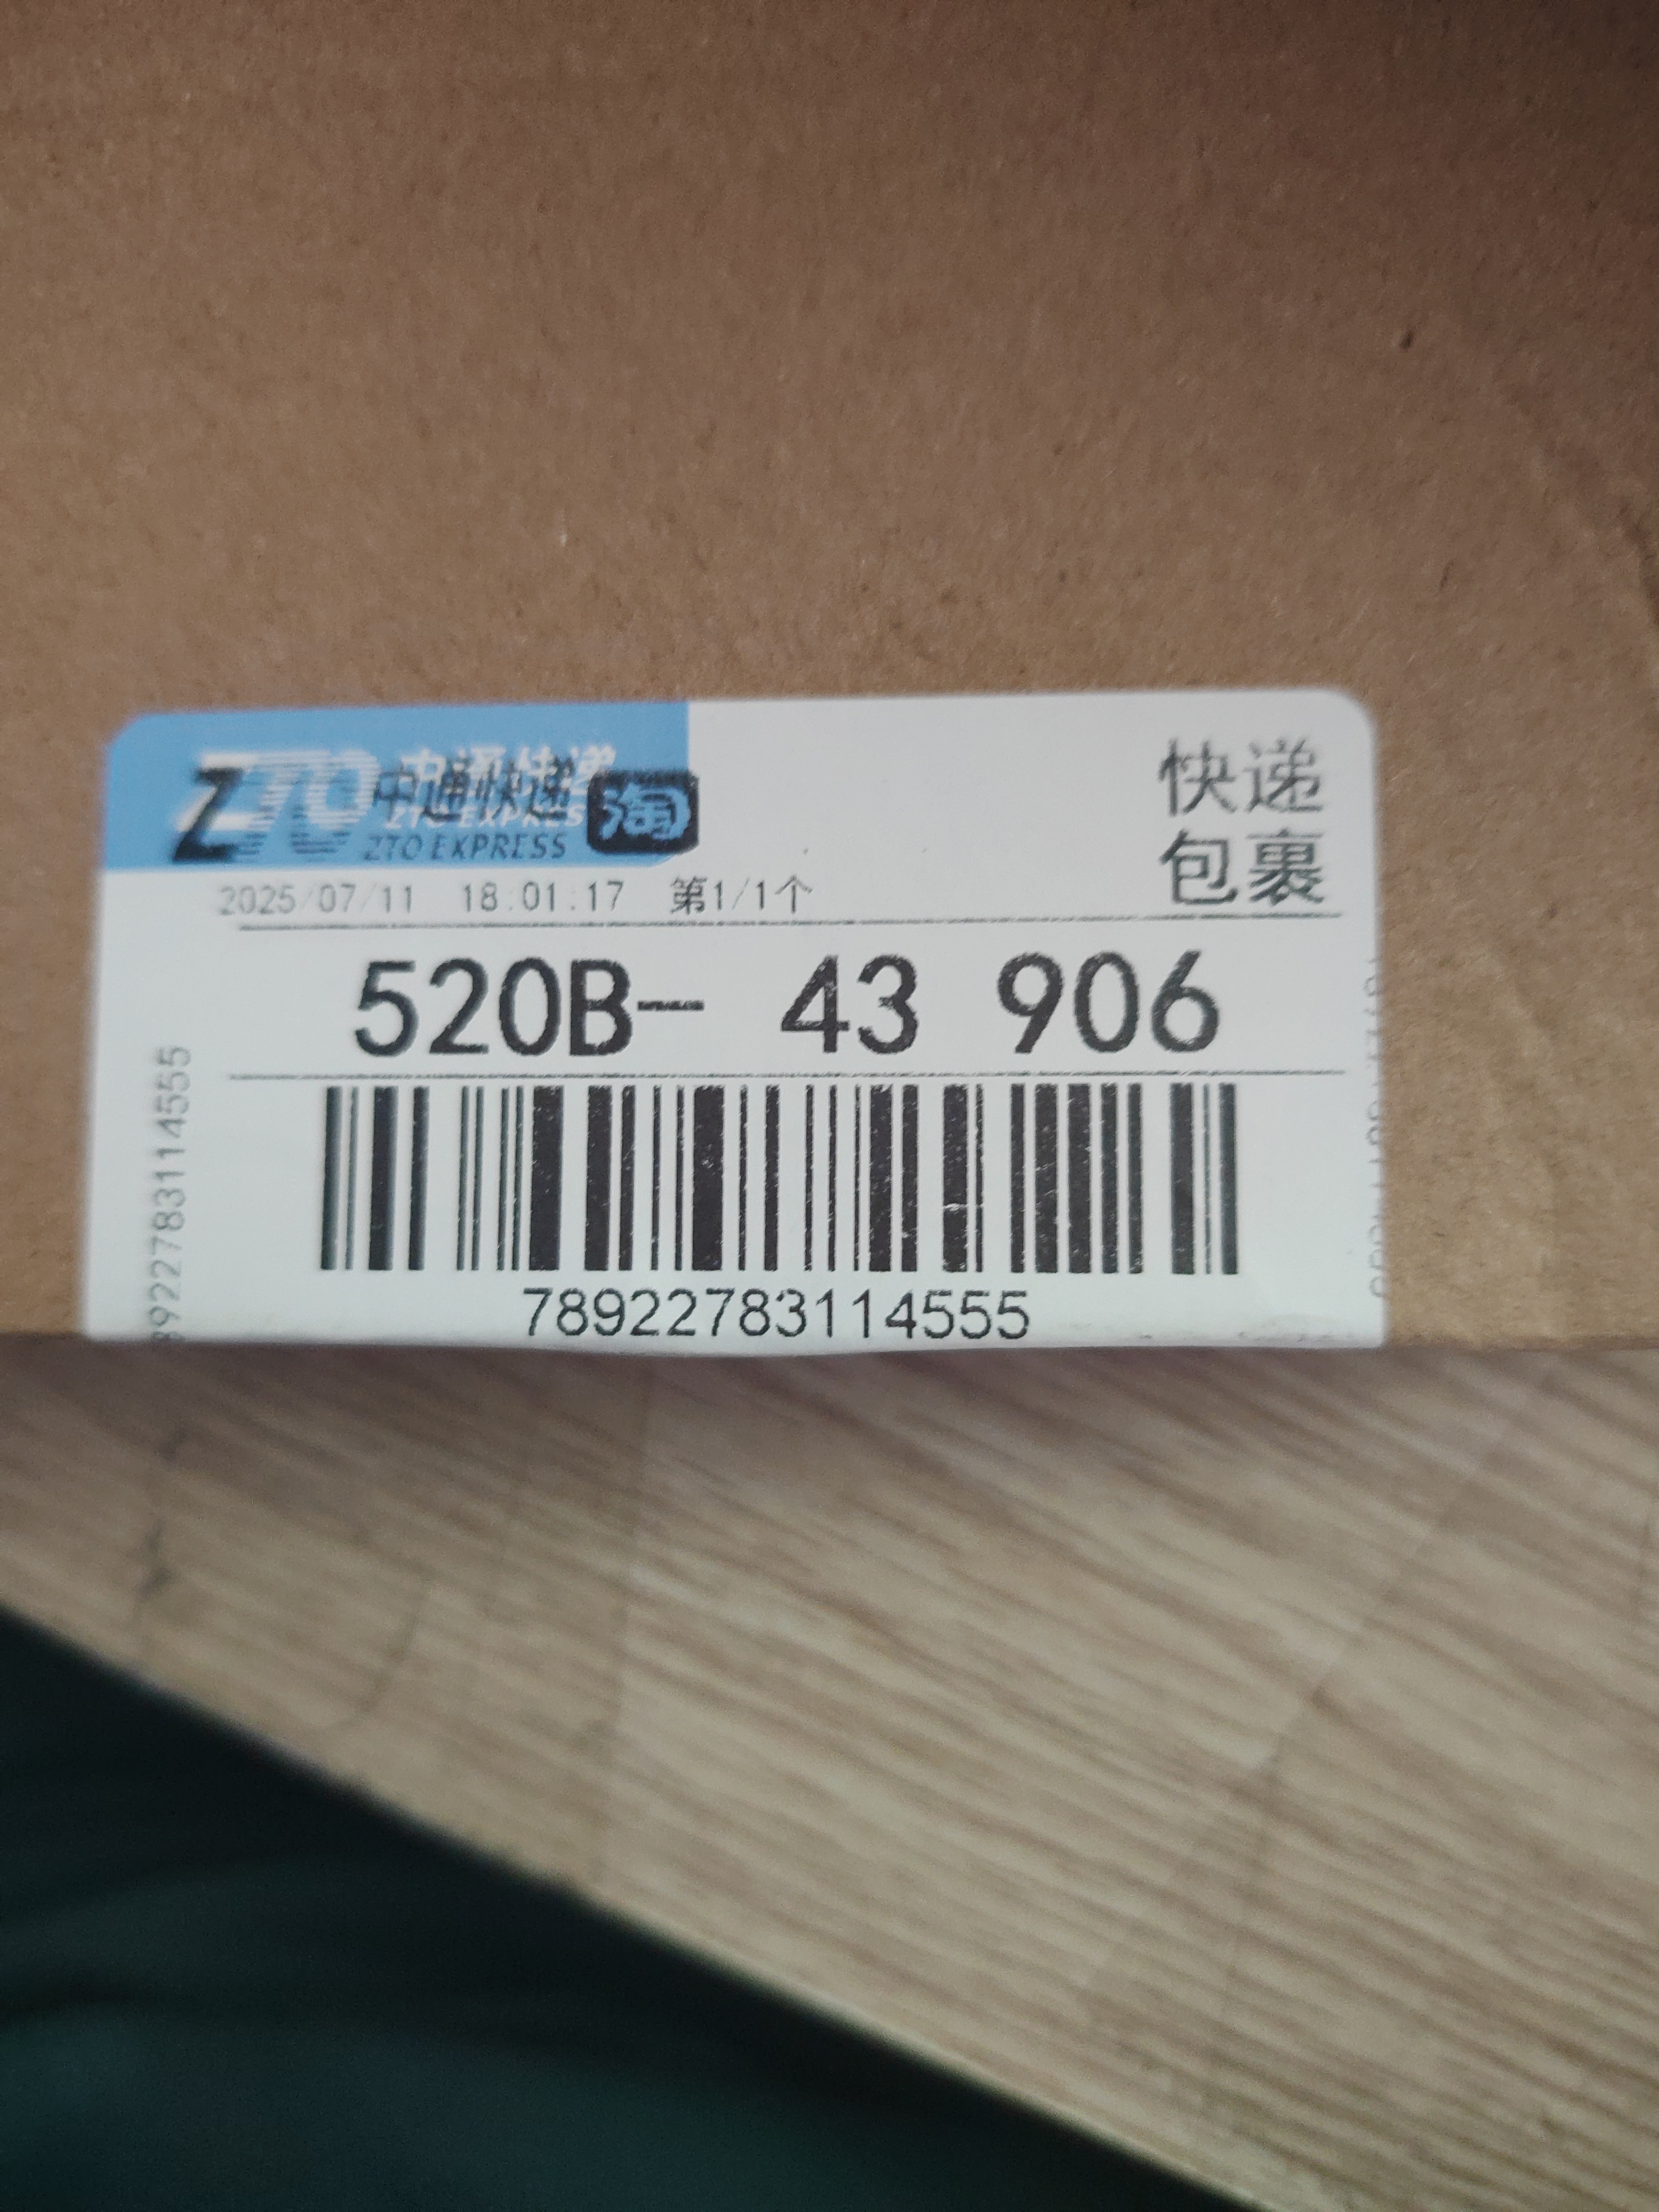 ZTO 中通快递 淘
ZTO EXPRESS
快递
包裹
2025/07/11 18:01:17 第1/1个
520B- 43 906
78922783114555
78922783114555